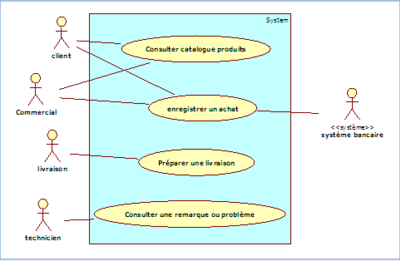 System
client
Consulter catalogue produits
Commercial
enregistrer un achat
<<système>>
système bancaire
livraison
Préparer une livraison
technicien
Consulter une remarque ou problème